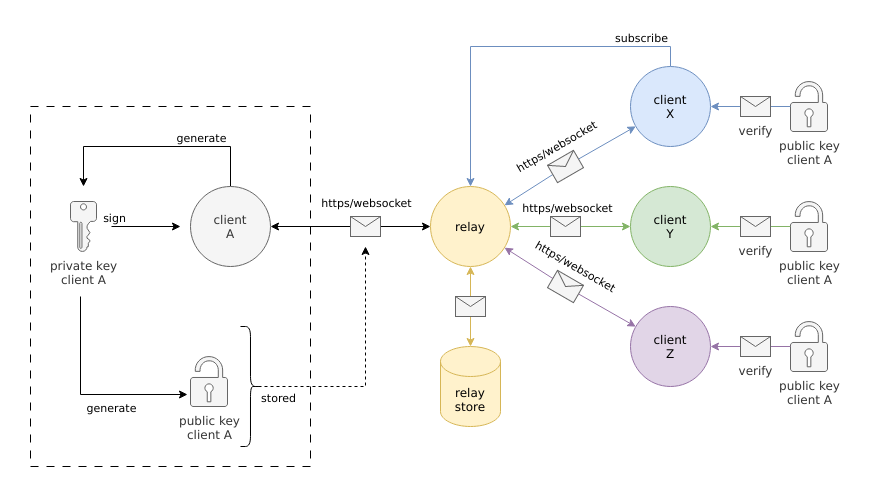 subscribe
client
X
verify
public key
client A
https/websocket
generate
client
A
sign
private key
client A
https/websocket
relay
https/websocket
client
Y
verify
public key
client A
https/websocket
client
Z
verify
public key
client A
relay
store
stored
generate
public key
client A